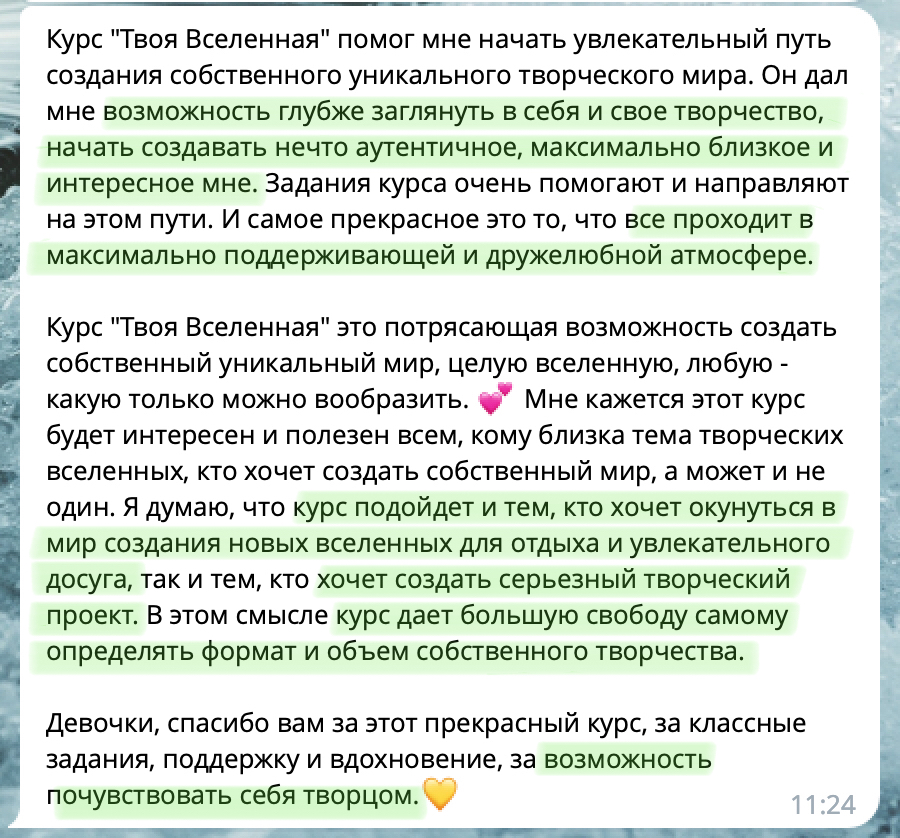 Курс "Твоя Вселенная" помог мне начать увлекательный путь
создания собственного уникального творческого мира. Он дал
мне возможность глубже заглянуть в себя и свое творчество,
начать создавать нечто аутентичное, максимально близкое и
интересное мне. Задания курса очень помогают и направляют
на этом пути. И самое прекрасное это то, что все проходит в
максимально поддерживающей и дружелюбной атмосфере.

Курс "Твоя Вселенная" это потрясающая возможность создать
собственный уникальный мир, целую вселенную, любую -
какую только можно вообразить. 💕 Мне кажется этот курс
будет интересен и полезен всем, кому близка тема творческих
вселенных, кто хочет создать собственный мир, а может и не
один. Я думаю, что курс подойдет и тем, кто хочет окунуться в
мир создания новых вселенных для отдыха и увлекательного
досуга, так и тем, кто хочет создать серьезный творческий
проект. В этом смысле курс дает большую свободу самому
определять формат и объем собственного творчества.

Девочки, спасибо вам за этот прекрасный курс, за классные
задания, поддержку и вдохновение, за возможность
почувствовать себя творцом.💛
11:24